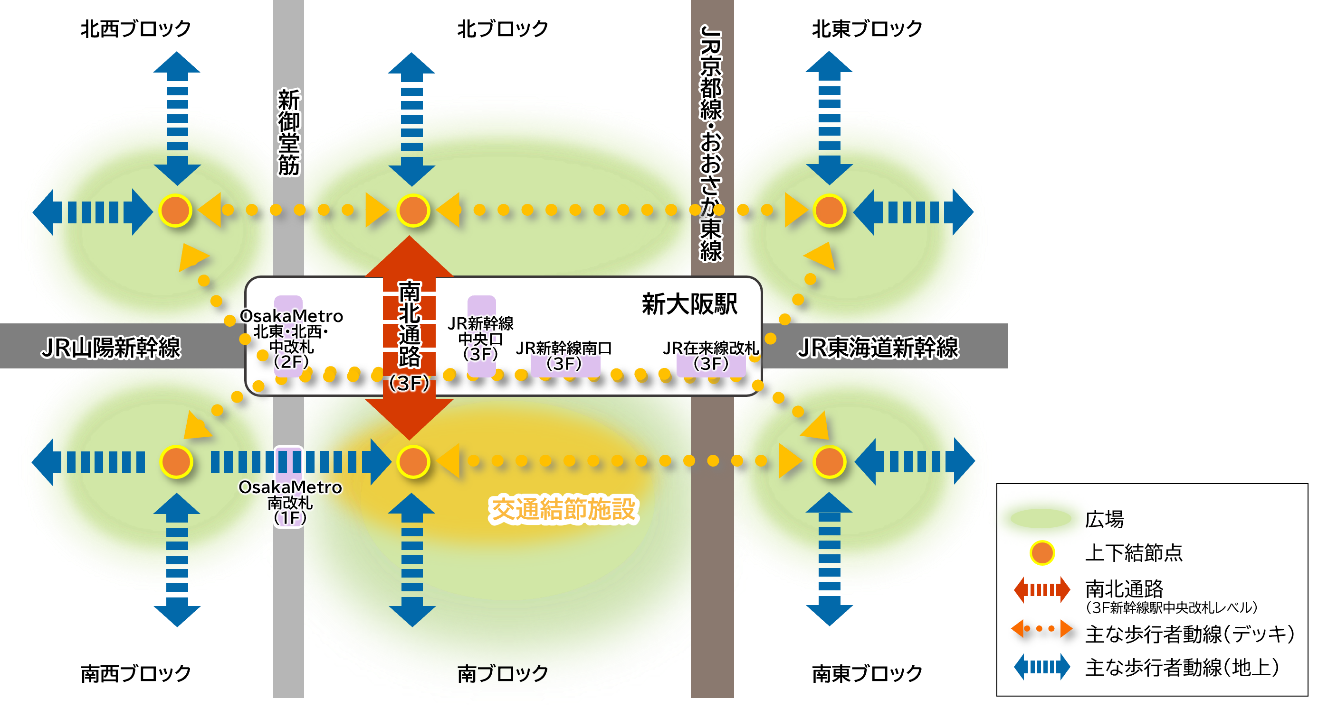 北西ブロック
北ブロック
北東ブロック
新御堂筋
JR京都線・おおさか東線
新大阪駅
南北通路
(3F)
OsakaMetro
北東・北西・
中改札
(2F)
JR新幹線
中央口
(3F)
JR新幹線南口
(3F)
JR在来線改札
(3F)
JR山陽新幹線
JR東海道新幹線
OsakaMetro
南改札
(1F)
交通結節施設
南西ブロック
南ブロック
南東ブロック
広場
上下結節点
南北通路
(3F新幹線駅中央改札レベル)
主な歩行者動線(デッキ)
主な歩行者動線(地上)